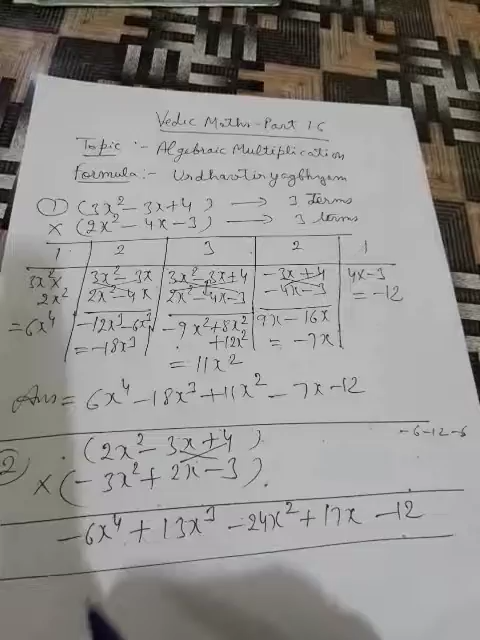 Vedic Maths-Part 16
Topic :- Algebraic Multiplication
Formula:- Urdhavtiryagbhyam
① (3x² - 3x + 4) → 3 Terms
× (2x² - 4x - 3) → 3 terms
1 2 3 2 1
3x² x 3x² - 3x 3x² - 3x + 4 -3x + 4 4x-3
2x² 2x² - 4x 2x² - 4x - 3 -4x - 3 = -12
= 6x⁴ -12x³ - 6x³ -9x² + 8x² 9x - 16x
= -18x³ + 12x² = -7x
= 11x²
Ans = 6x⁴ - 18x³ + 11x² - 7x - 12
② (2x² - 3x + 4) -6-12-6
× (-3x² + 2x - 3)
-6x⁴ + 13x³ - 24x² + 17x - 12